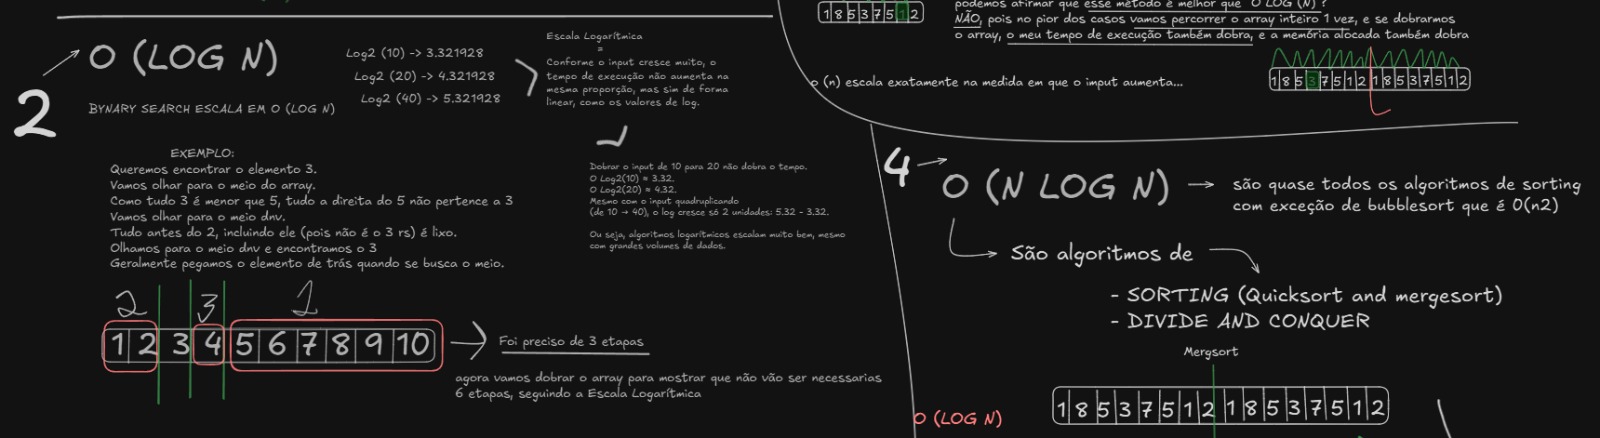 2
O (LOG N)
BYNARY SEARCH ESCALA EM O (LOG N)
Log2 (10) -> 3.321928
Log2 (20) -> 4.321928
Log2 (40) -> 5.321928
Escala Logarítmica
=
Conforme o input cresce muito, o
tempo de execução não aumenta na
mesma proporção, mas sim de forma
linear, como os valores de log.
Dobrar o input de 10 para 20 não dobra o tempo.
O Log2(10) ≈ 3.32.
O Log2(20) ≈ 4.32.
Mesmo com o input quadruplicando
(de 10 → 40), o log cresce só 2 unidades: 5.32 - 3.32.
Ou seja, algoritmos logarítmicos escalam muito bem, mesmo
com grandes volumes de dados.
EXEMPLO:
Queremos encontrar o elemento 3.
Vamos olhar para o meio do array.
Como tudo 3 é menor que 5, tudo a direita do 5 não pertence a 3
Vamos olhar para o meio dnv.
Tudo antes do 2, incluindo ele (pois não é o 3 rs) é lixo.
Olhamos para o meio dnv e encontramos o 3
Geralmente pegamos o elemento de trás quando se busca o meio.
2 3 1
1 2 3 4 5 6 7 8 9 10
Foi preciso de 3 etapas
agora vamos dobrar o array para mostrar que não vão ser necessarias
6 etapas, seguindo a Escala Logarítmica
1 8 5 3 7 5 1 2
podemos afirmar que esse método é melhor que O LOG (N) ?
NÃO, pois no pior dos casos vamos percorrer o array inteiro 1 vez, e se dobrarmos
o array, o meu tempo de execução também dobra, e a memória alocada também dobra
o (n) escala exatamente na medida em que o input aumenta...
1 8 5 3 7 5 1 2 1 8 5 3 7 5 1 2
4
O (N LOG N)
são quase todos os algoritmos de sorting
com exceção de bubblesort que é O(n2)
São algoritmos de
- SORTING (Quicksort and mergesort)
- DIVIDE AND CONQUER
Mergsort
1 8 5 3 7 5 1 2 1 8 5 3 7 5 1 2
O (LOG N)